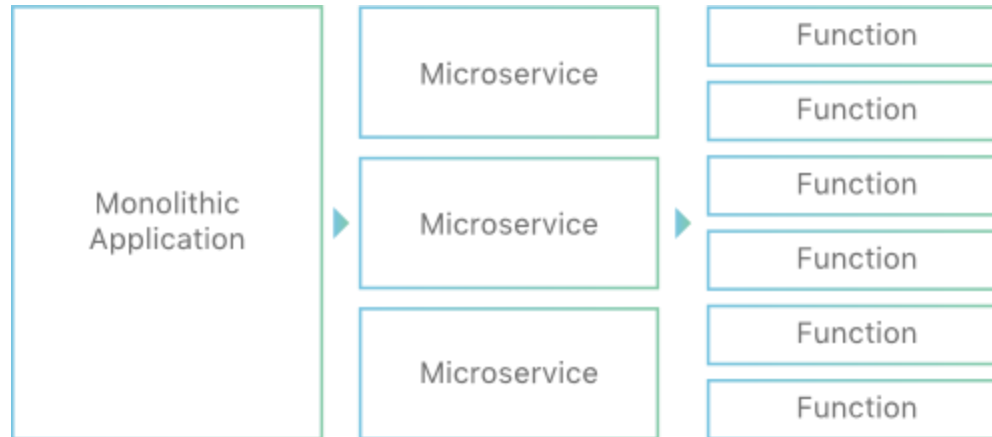 Monolithic
Application
Microservice
Microservice
Microservice
Function
Function
Function
Function
Function
Function